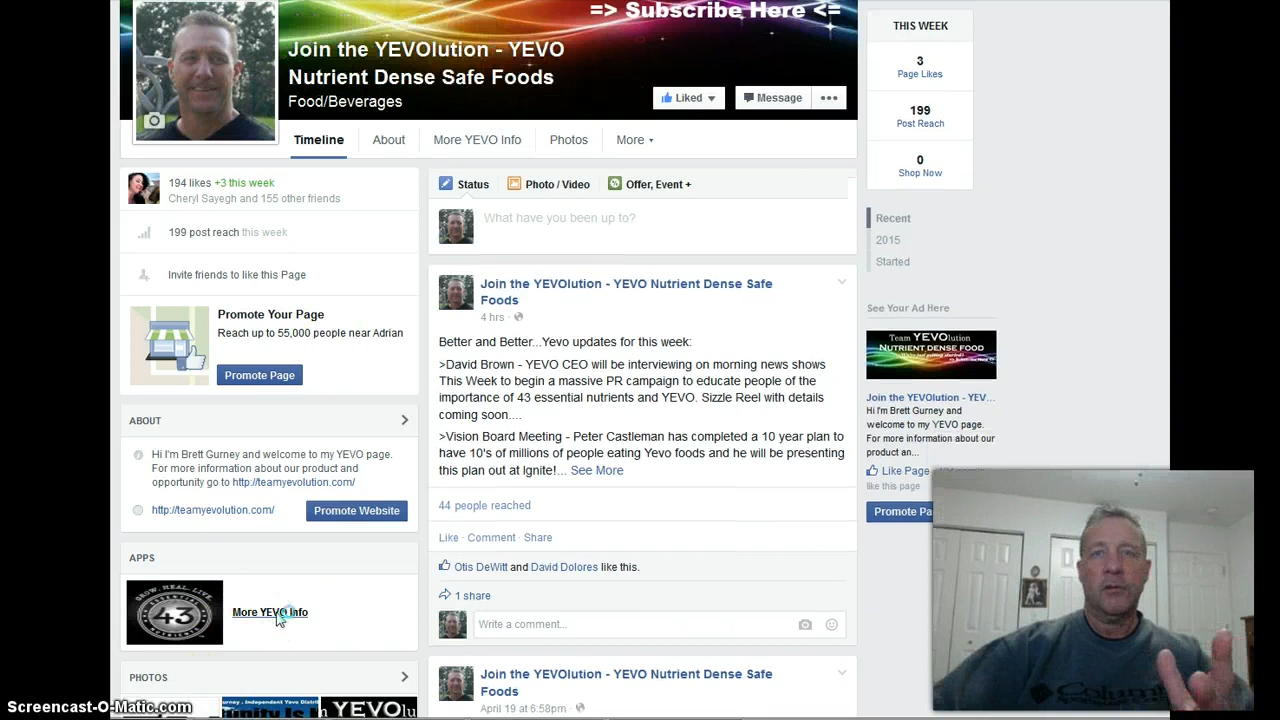 => Subscribe Here <=
Join the YEVOlution - YEVO
Nutrient Dense Safe Foods
Food/Beverages
Liked
Message
Timeline
About
More YEVO Info
Photos
More
194 likes +3 this week
Cheryl Sayegh and 155 other friends
199 post reach this week
Invite friends to like this Page
Promote Your Page
Reach up to 55,000 people near Adrian
Promote Page
ABOUT
Hi I'm Brett Gurney and welcome to my YEVO page.
For more information about our product and
opportunity go to http://teamyevolution.com/
http://teamyevolution.com/
Promote Website
APPS
GROW. HEAL. LIVE.
43
ESSENTIAL
NUTRIENTS
More YEVO Info
PHOTOS
Status
Photo / Video
Offer, Event +
What have you been up to?
Join the YEVOlution - YEVO Nutrient Dense Safe
Foods
4 hrs ·
Better and Better...Yevo updates for this week:
>David Brown - YEVO CEO will be interviewing on morning news shows
This Week to begin a massive PR campaign to educate people of the
importance of 43 essential nutrients and YEVO. Sizzle Reel with details
coming soon....
>Vision Board Meeting - Peter Castleman has completed a 10 year plan to
have 10's of millions of people eating Yevo foods and he will be presenting
this plan out at Ignite!... See More
44 people reached
Like · Comment · Share
Otis DeWitt and David Dolores like this.
1 share
Write a comment...
Join the YEVOlution - YEVO Nutrient Dense Safe
Foods
April 19 at 6:58pm ·
THIS WEEK
3
Page Likes
199
Post Reach
0
Shop Now
Recent
2015
Started
See Your Ad Here
Team YEVOlution
NUTRIENT DENSE FOOD
Join the YEVOlution - YEV...
Hi I'm Brett Gurney and
welcome to my YEVO page.
For more information about
our product an...
Like Page
like this page
Screencast-O-Matic.com